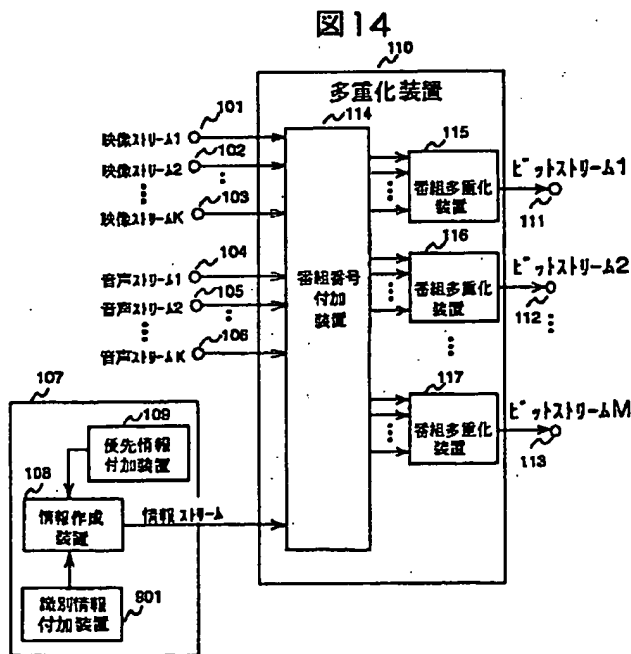 図14
110
多重化装置
114
101
映像ストリーム1
102
映像ストリーム2
103
映像ストリームK
104
音声ストリーム1
105
音声ストリーム2
106
音声ストリームK
番組番号
付加
装置
115
番組多重化
装置
ビットストリーム1
111
116
番組多重化
装置
ビットストリーム2
112
117
番組多重化
装置
ビットストリームM
113
107
109
優先情報
付加装置
108
情報作成
装置
情報ストリーム
識別情報
付加装置
901